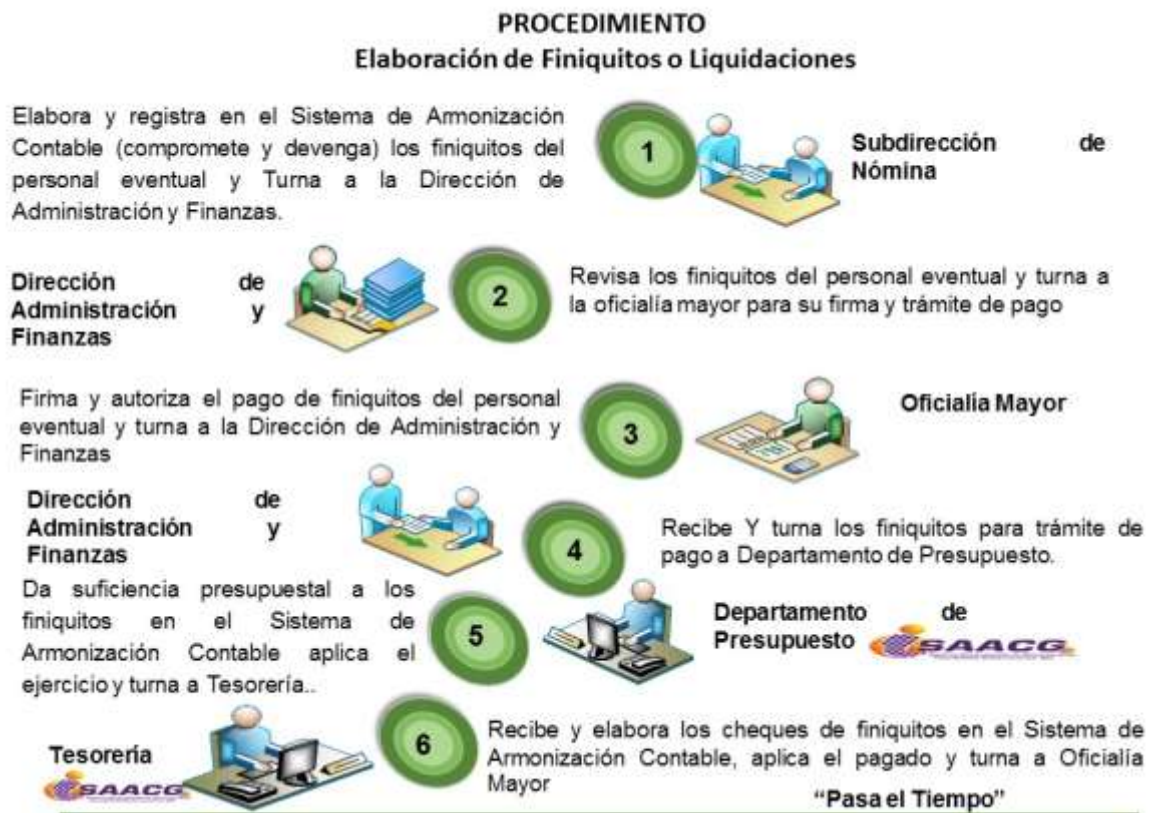 PROCEDIMIENTO
Elaboración de Finiquitos o Liquidaciones
Elabora y registra en el Sistema de Armonización
Contable (compromete y devenga) los finiquitos del
personal eventual y Turna a la Dirección de
Administración y Finanzas.
1
Subdirección de
Nómina
Dirección de
Administración y
Finanzas
2
Revisa los finiquitos del personal eventual y turna a
la oficialía mayor para su firma y trámite de pago
Firma y autoriza el pago de finiquitos del personal
eventual y turna a la Dirección de Administración y
Finanzas
3
Oficialía Mayor
Dirección de
Administración y
Finanzas
4
Recibe Y turna los finiquitos para trámite de
pago a Departamento de Presupuesto.
Da suficiencia presupuestal a los
finiquitos en el Sistema de
Armonización Contable aplica el
ejercicio y turna a Tesorería..
5
Departamento de
Presupuesto SAACG
Tesorería
SAACG
6
Recibe y elabora los cheques de finiquitos en el Sistema de
Armonización Contable, aplica el pagado y turna a Oficialía
Mayor
“Pasa el Tiempo”